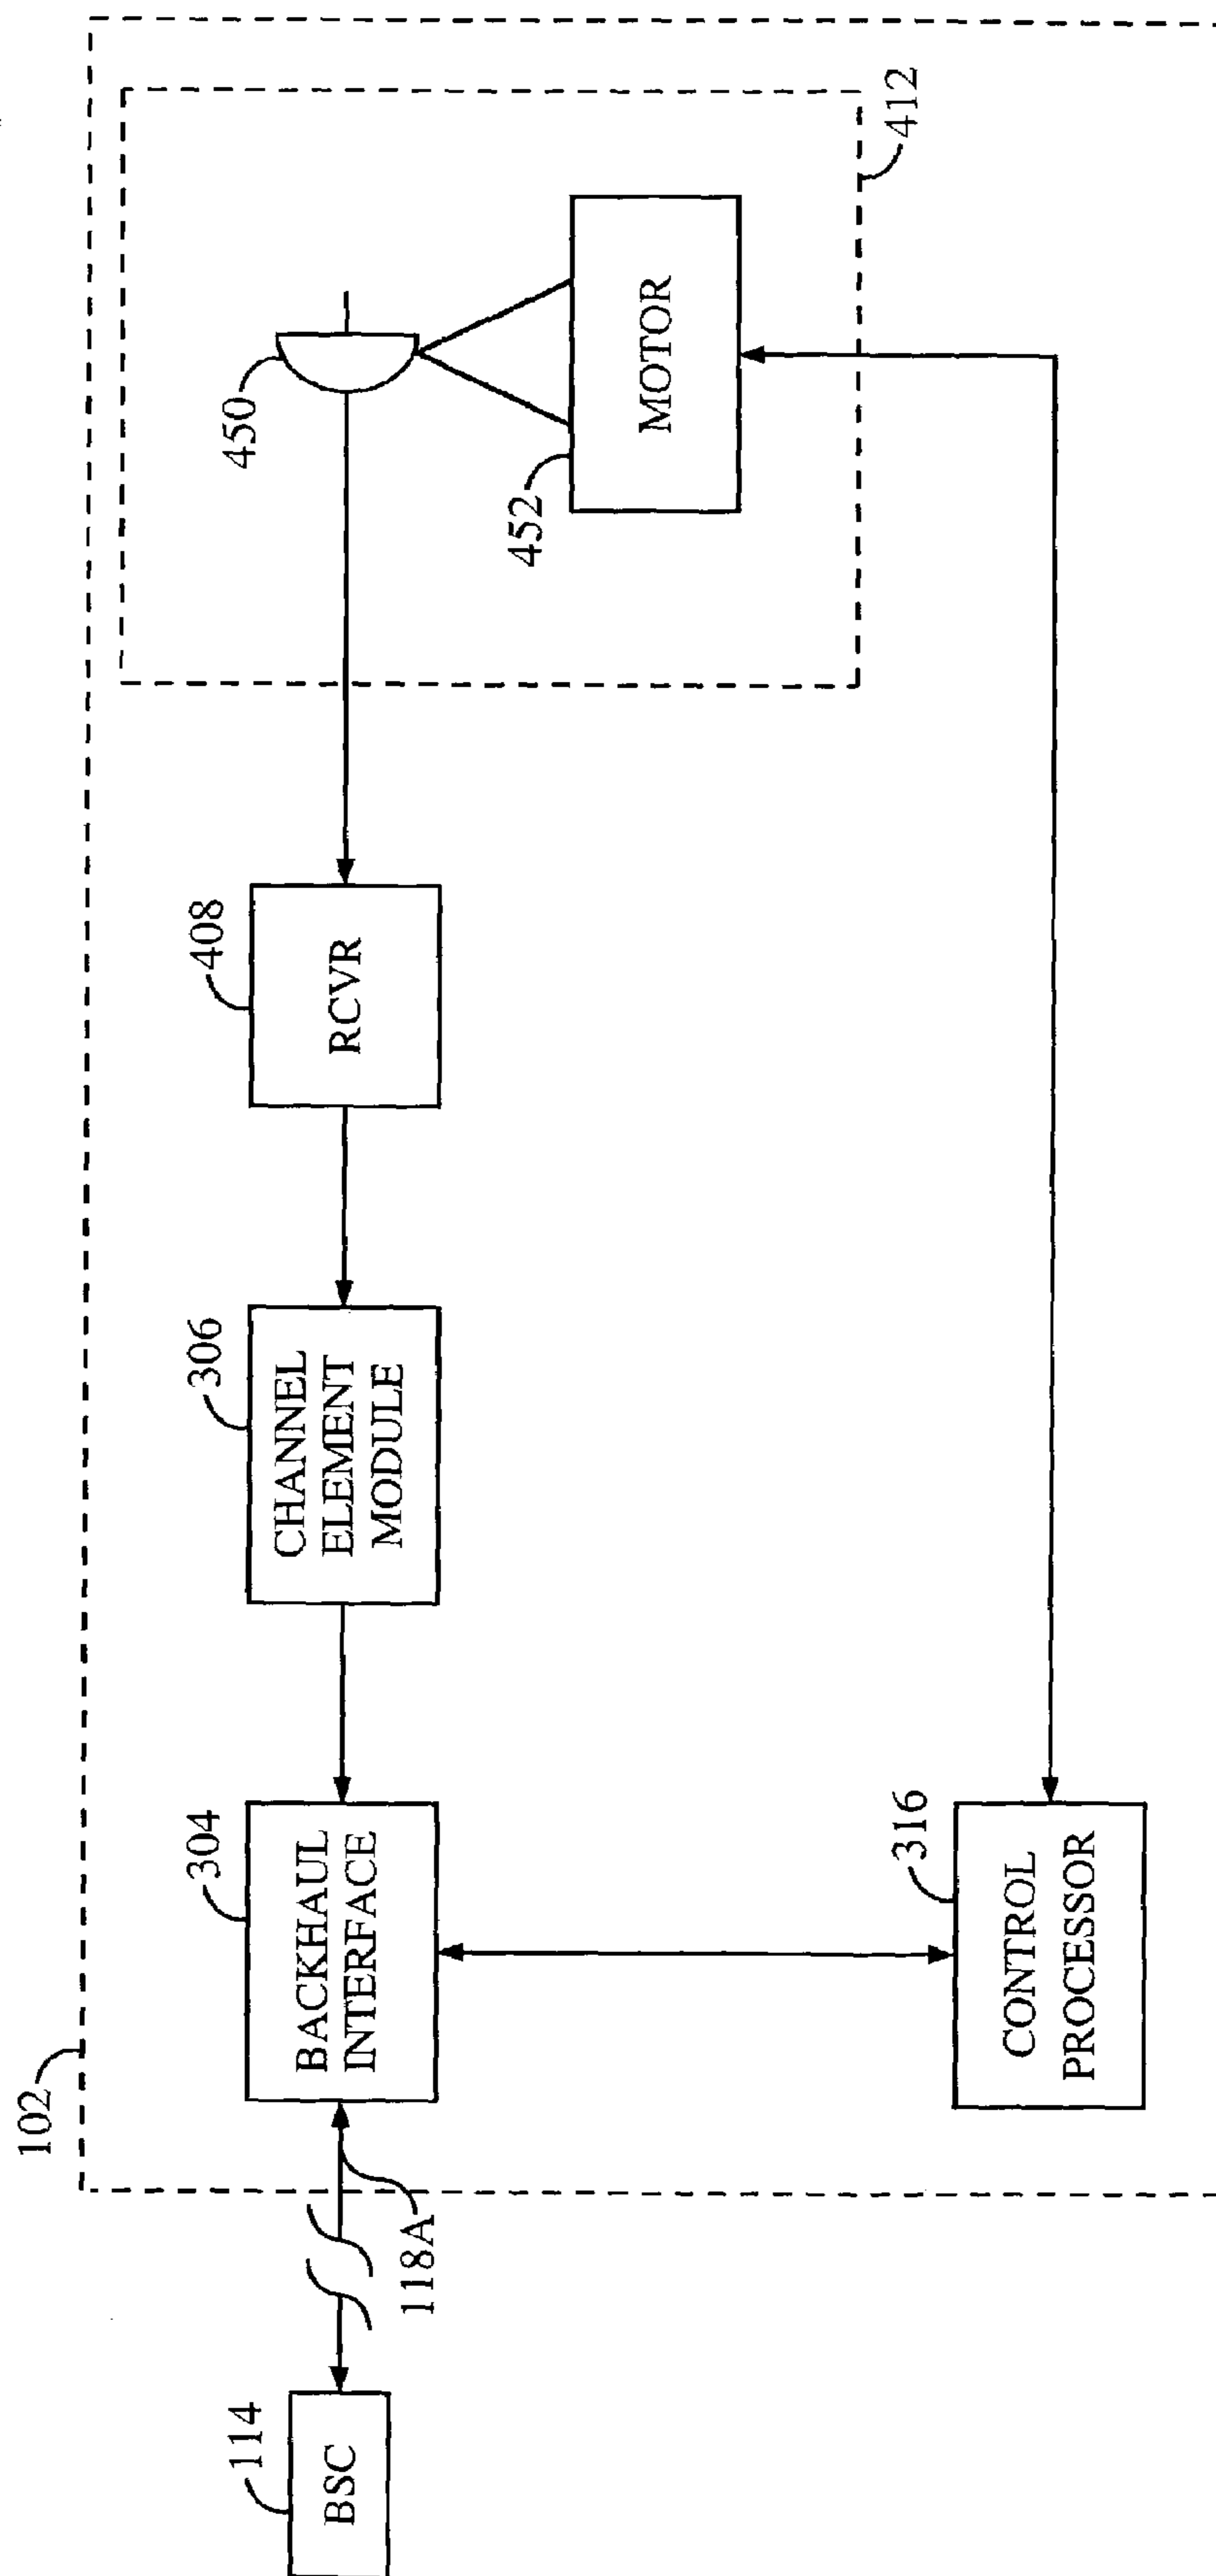 102
114
BSC
118A
304
BACKHAUL
INTERFACE
306
CHANNEL
ELEMENT
MODULE
408
RCVR
450
452
MOTOR
412
316
CONTROL
PROCESSOR